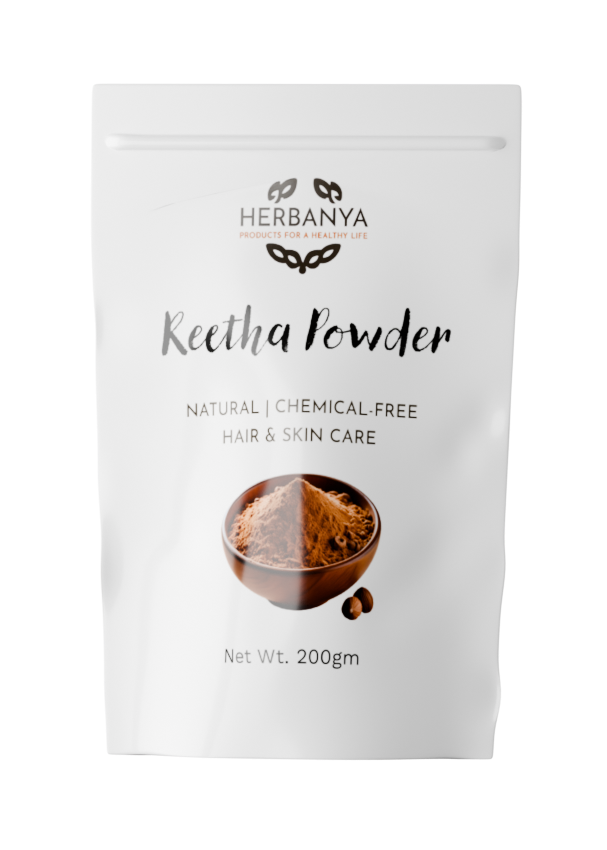 HERBANYA
PRODUCTS FOR A HEALTHY LIFE
Reetha Powder
NATURAL | CHEMICAL-FREE
HAIR & SKIN CARE
Net Wt. 200gm